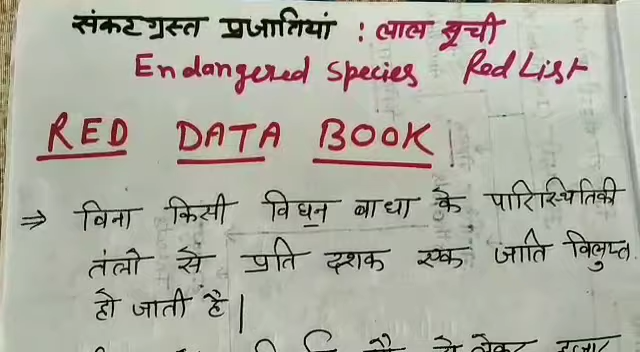 संकटग्रस्त प्रजातियां : लाल सूची
Endangered Species Red List
RED DATA BOOK
⇒ विना किसी विघ्न बाधा के पारिस्थितिकी
तंत्रो से प्रति दशक एक जाति विलुप्त
हो जाती है।